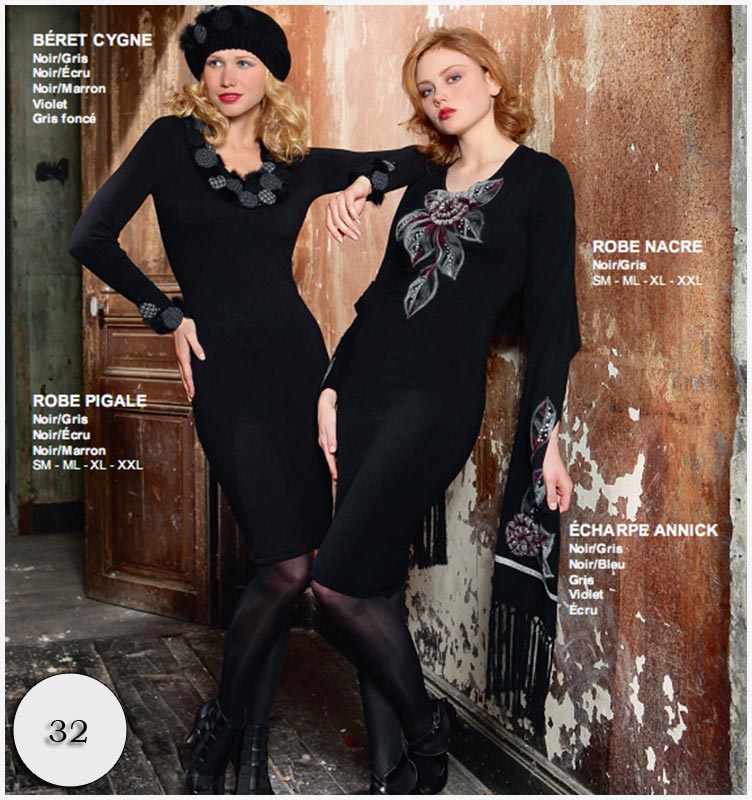 BÉRET CYGNE
Noir/Gris
Noir/Écru
Noir/Marron
Violet
Gris foncé
ROBE NACRE
Noir/Gris
SM - ML - XL - XXL
ROBE PIGALE
Noir/Gris
Noir/Écru
Noir/Marron
SM - ML - XL - XXL
ÉCHARPE ANNICK
Noir/Gris
Noir/Bleu
Gris
Violet
Écru
32